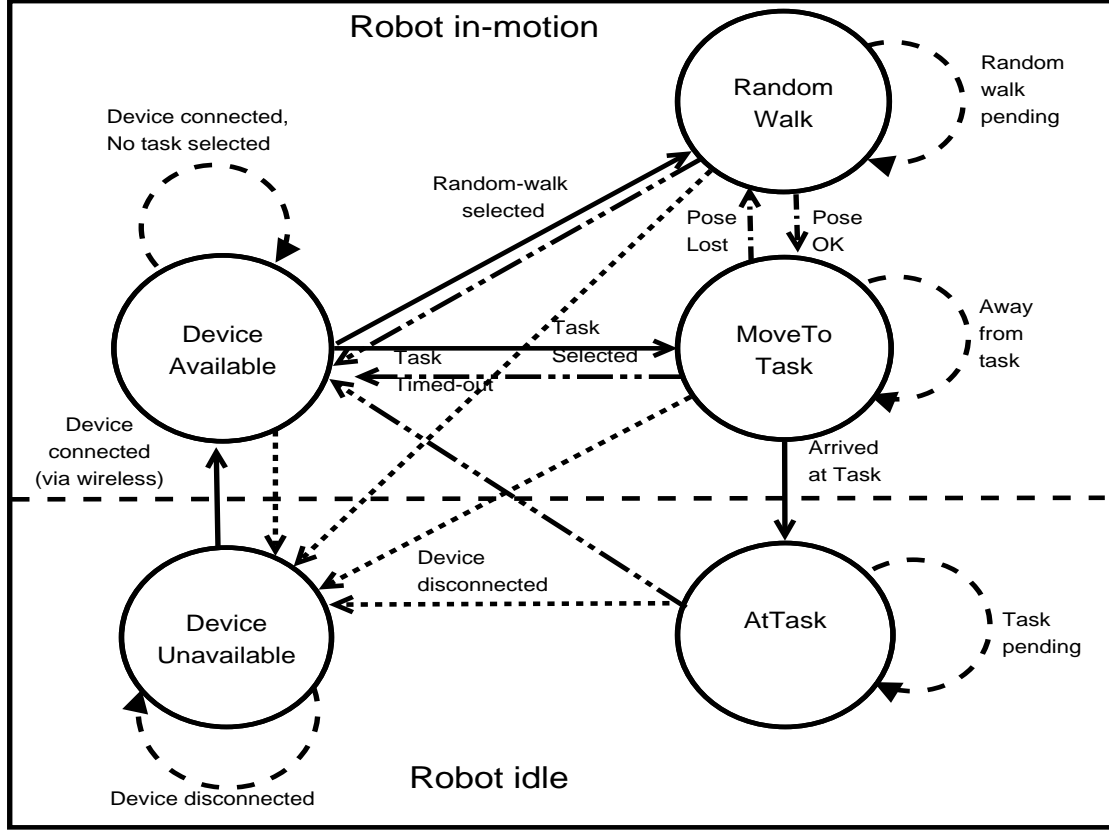 Robot in-motion
Random
Walk
Random
walk
pending
Device connected,
No task selected
Random-walk
selected
Pose
Lost
Pose
OK
Device
Available
Task
Selected
Task
Timed-out
MoveTo
Task
Away
from
task
Device
connected
(via wireless)
Arrived
at Task
Device
disconnected
Device
Unavailable
AtTask
Task
pending
Robot idle
Device disconnected